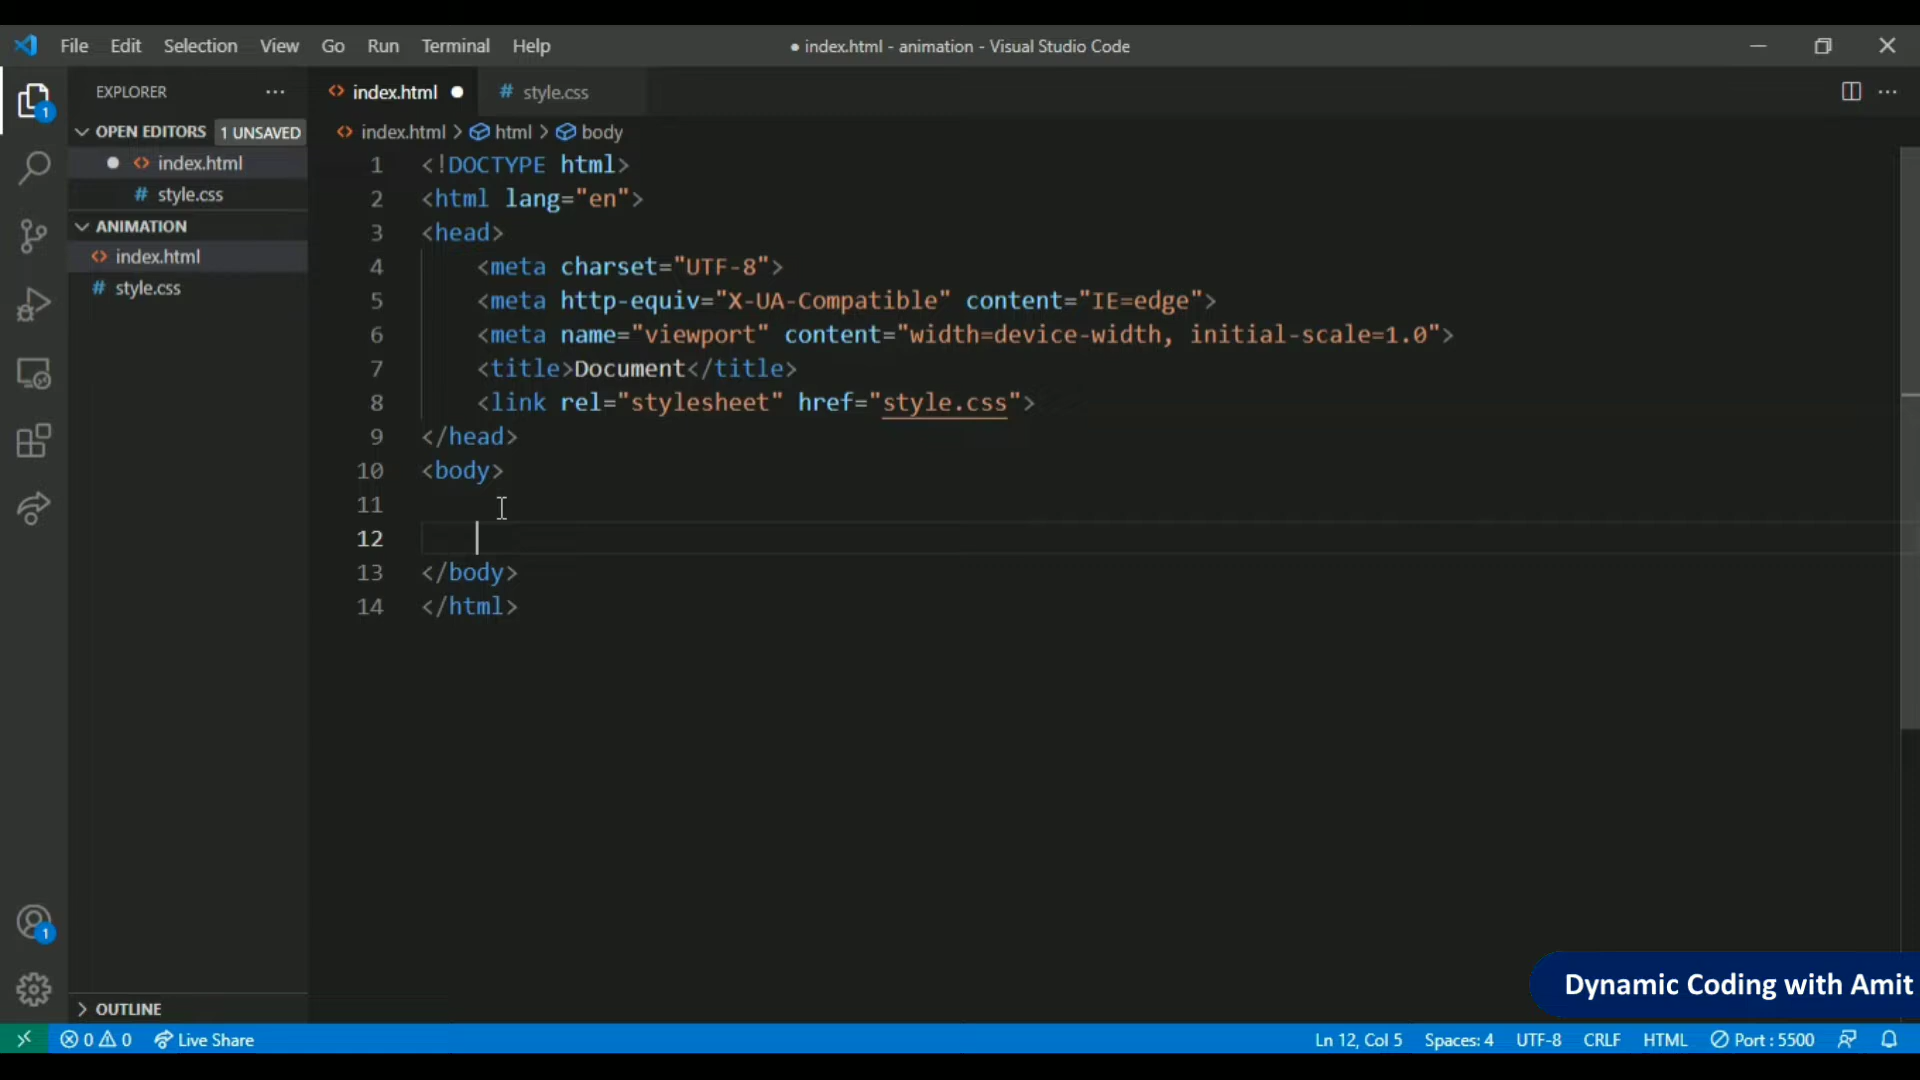 File Edit Selection View Go Run Terminal Help
● index.html - animation - Visual Studio Code
EXPLORER ···
OPEN EDITORS 1 UNSAVED
index.html
# style.css
ANIMATION
index.html
# style.css
OUTLINE
index.html ● # style.css
index.html > html > body
1 <!DOCTYPE html>
2 <html lang="en">
3 <head>
4 <meta charset="UTF-8">
5 <meta http-equiv="X-UA-Compatible" content="IE=edge">
6 <meta name="viewport" content="width=device-width, initial-scale=1.0">
7 <title>Document</title>
8 <link rel="stylesheet" href="style.css">
9 </head>
10 <body>
11
12
13 </body>
14 </html>
1
1
Dynamic Coding with Amit
0 0 Live Share
Ln 12, Col 5 Spaces: 4 UTF-8 CRLF HTML Port : 5500